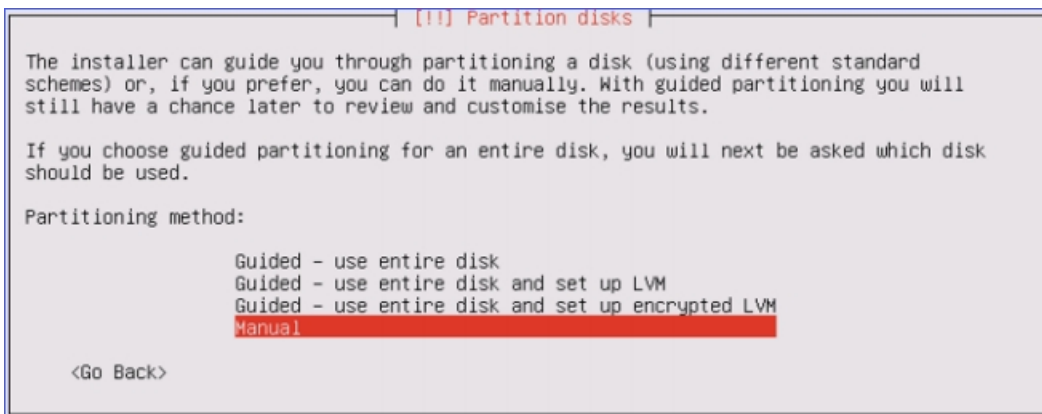 [!!] Partition disks
The installer can guide you through partitioning a disk (using different standard
schemes) or, if you prefer, you can do it manually. With guided partitioning you will
still have a chance later to review and customise the results.
If you choose guided partitioning for an entire disk, you will next be asked which disk
should be used.
Partitioning method:
Guided - use entire disk
Guided - use entire disk and set up LVM
Guided - use entire disk and set up encrypted LVM
Manual
<Go Back>